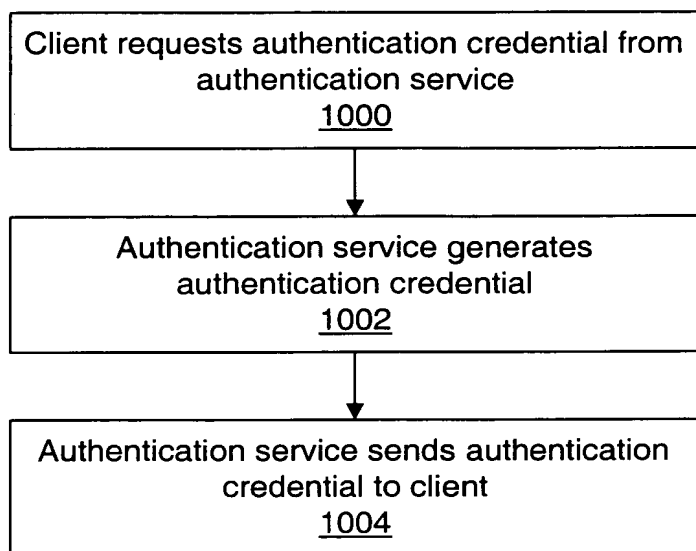 Client requests authentication credential from
authentication service
1000
Authentication service generates
authentication credential
1002
Authentication service sends authentication
credential to client
1004